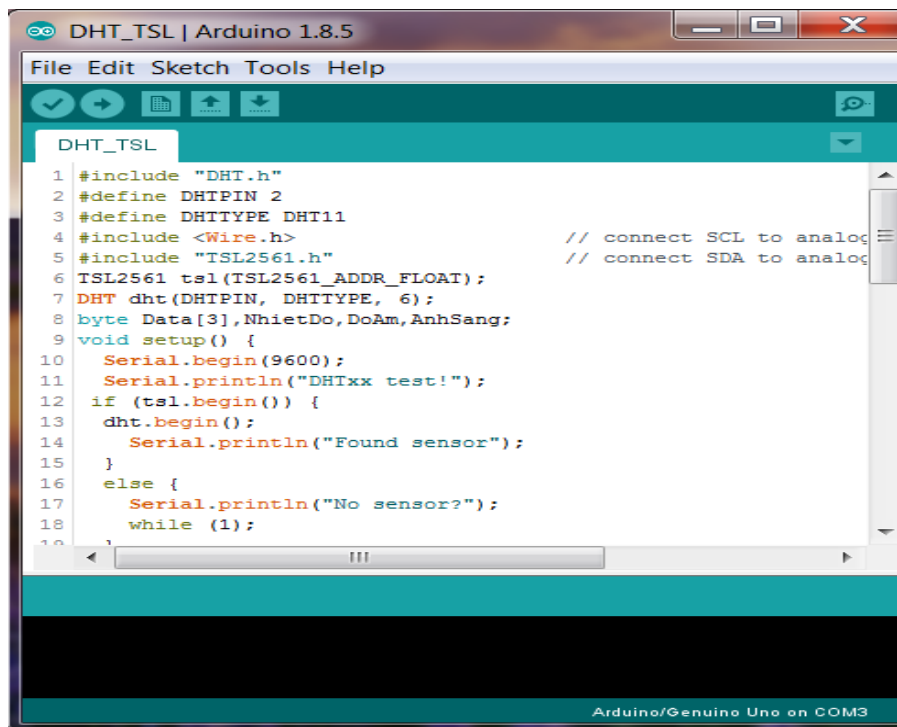 DHT_TSL | Arduino 1.8.5
File Edit Sketch Tools Help
DHT_TSL
1 #include "DHT.h"
2 #define DHTPIN 2
3 #define DHTTYPE DHT11
4 #include <Wire.h> // connect SCL to analog
5 #include "TSL2561.h" // connect SDA to analog
6 TSL2561 tsl(TSL2561_ADDR_FLOAT);
7 DHT dht(DHTPIN, DHTTYPE, 6);
8 byte Data[3],NhietDo,DoAm,AnhSang;
9 void setup() {
10 Serial.begin(9600);
11 Serial.println("DHTxx test!");
12 if (tsl.begin()) {
13 dht.begin();
14 Serial.println("Found sensor");
15 }
16 else {
17 Serial.println("No sensor?");
18 while (1);
Arduino/Genuino Uno on COM3